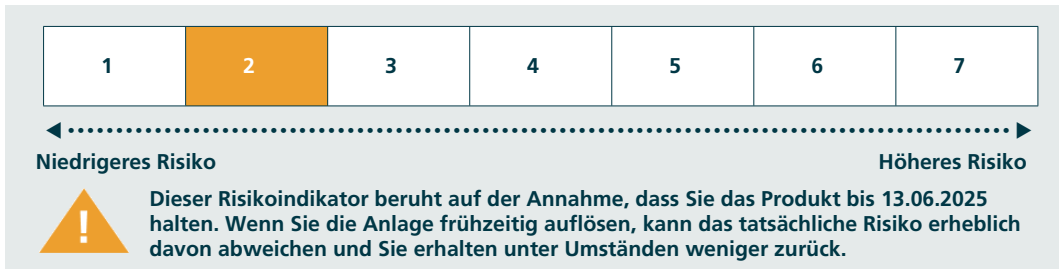 1 2 3 4 5 6 7
Niedrigeres Risiko Höheres Risiko
! Dieser Risikoindikator beruht auf der Annahme, dass Sie das Produkt bis 13.06.2025
halten. Wenn Sie die Anlage frühzeitig auflösen, kann das tatsächliche Risiko erheblich
davon abweichen und Sie erhalten unter Umständen weniger zurück.